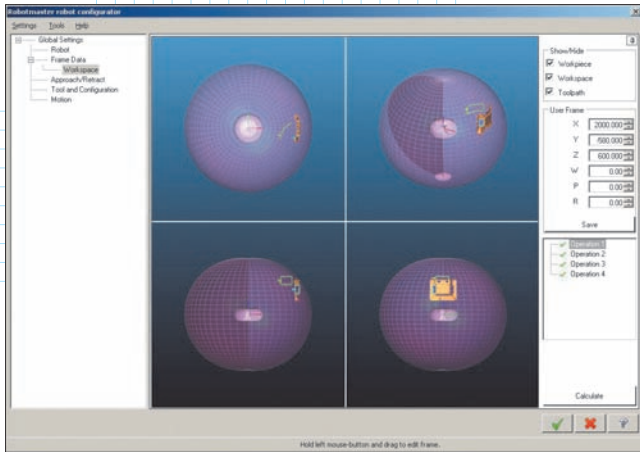 Robotmaster robot configurator
Settings Tools Help
Global Settings
Robot
Frame Data
Workspace
Approach/Retract
Tool and Configuration
Motion
Show/Hide
Workpiece
Workspace
Toolpath
User Frame
X 2000.000
Y -500.000
Z 600.000
W 0.00
P 0.00
R 0.00
Save
Operation 1
Operation 2
Operation 3
Operation 4
Calculate
Hold left mouse-button and drag to edit frame.